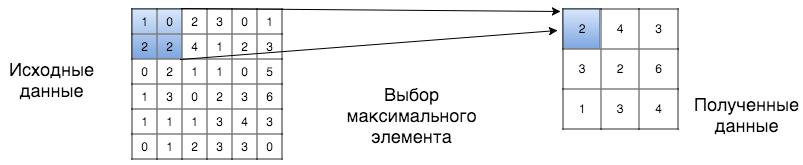 1 0 2 3 0 1
2 2 4 1 2 3
0 2 1 1 0 5
1 3 0 2 3 6
1 1 1 3 4 3
0 1 2 3 3 0
Исходные
данные
Выбор
максимального
элемента
2 4 3
3 2 6
1 3 4
Полученные
данные